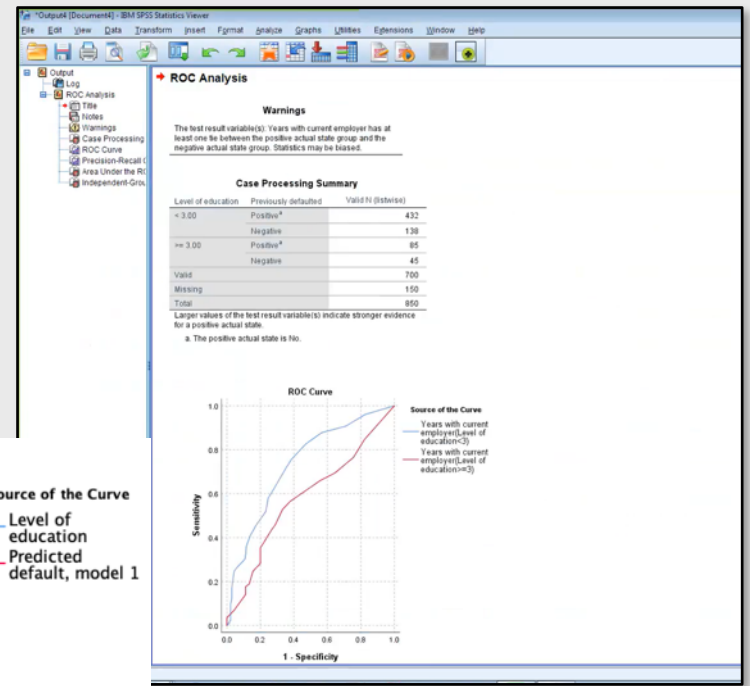 *Output4 [Document4] - IBM SPSS Statistics Viewer
File Edit View Data Transform Insert Format Analyze Graphs Utilities Extensions Window Help
Output
Log
ROC Analysis
Title
Notes
Warnings
Case Processing
ROC Curve
Precision-Recall C
Area Under the RO
Independent-Grou
ROC Analysis
Warnings
The test result variable(s): Years with current employer has at
least one tie between the positive actual state group and the
negative actual state group. Statistics may be biased.
Case Processing Summary
Level of education Previously defaulted Valid N (listwise)
< 3.00 Positiveᵃ 432
Negative 138
>= 3.00 Positiveᵃ 85
Negative 45
Valid 700
Missing 150
Total 850
Larger values of the test result variable(s) indicate stronger evidence
for a positive actual state.
a. The positive actual state is No.
ROC Curve
1.0
0.8
0.6
0.4
0.2
0.0
Sensitivity
0.0 0.2 0.4 0.6 0.8 1.0
1 - Specificity
Source of the Curve
Years with current
employer(Level of
education<3)
Years with current
employer(Level of
education>=3)
ource of the Curve
Level of
education
Predicted
default, model 1